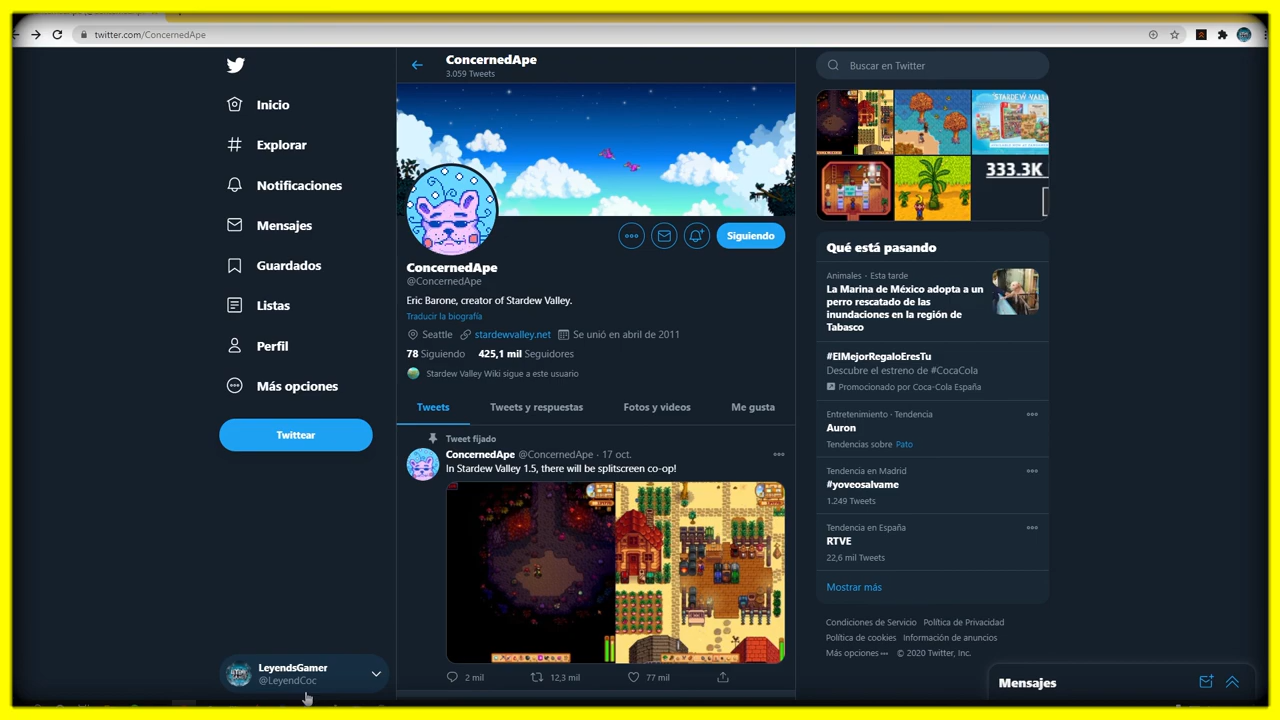 twitter.com/ConcernedApe
Inicio
Explorar
Notificaciones
Mensajes
Guardados
Listas
Perfil
Más opciones
Twittear
LeyendsGamer
@LeyendCoc
ConcernedApe
3.059 Tweets
Siguiendo
ConcernedApe
@ConcernedApe
Eric Barone, creator of Stardew Valley.
Traducir la biografía
Seattle stardewvalley.net Se unió en abril de 2011
78 Siguiendo 425,1 mil Seguidores
Stardew Valley Wiki sigue a este usuario
Tweets Tweets y respuestas Fotos y videos Me gusta
Tweet fijado
ConcernedApe @ConcernedApe · 17 oct.
In Stardew Valley 1.5, there will be splitscreen co-op!
2 mil 12,3 mil 77 mil
Buscar en Twitter
STARDEW VALLEY
333.3K
Qué está pasando
Animales · Esta tarde
La Marina de México adopta a un
perro rescatado de las
inundaciones en la región de
Tabasco
#ElMejorRegaloEresTu
Descubre el estreno de #CocaCola
Promocionado por Coca-Cola España
Entretenimiento · Tendencia
Auron
Tendencias sobre Pato
Tendencia en Madrid
#yoveosalvame
1.249 Tweets
Tendencia en España
RTVE
22,6 mil Tweets
Mostrar más
Condiciones de Servicio Política de Privacidad
Política de cookies Información de anuncios
Más opciones ··· © 2020 Twitter, Inc.
Mensajes